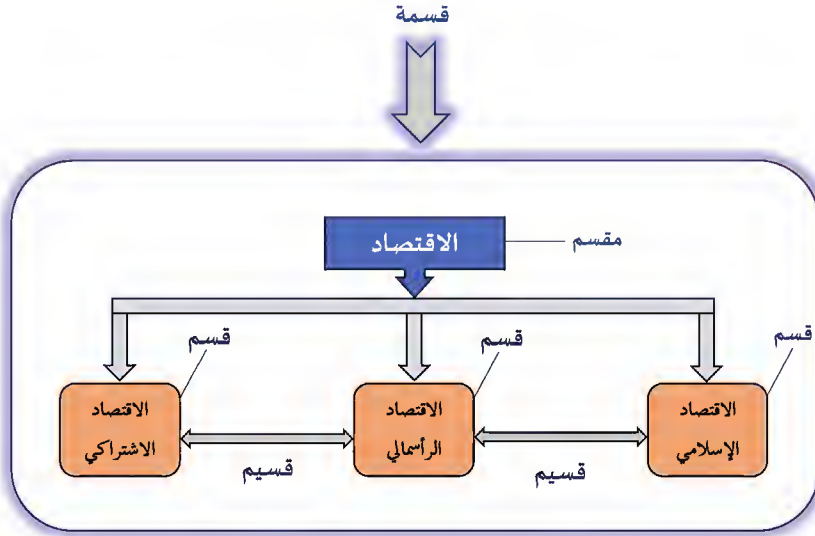 قسمة
الاقتصاد
مقسم
قسم
قسم
قسم
الاقتصاد
الإسلامي
الاقتصاد
الرأسمالي
الاقتصاد
الاشتراكي
قسيم
قسيم